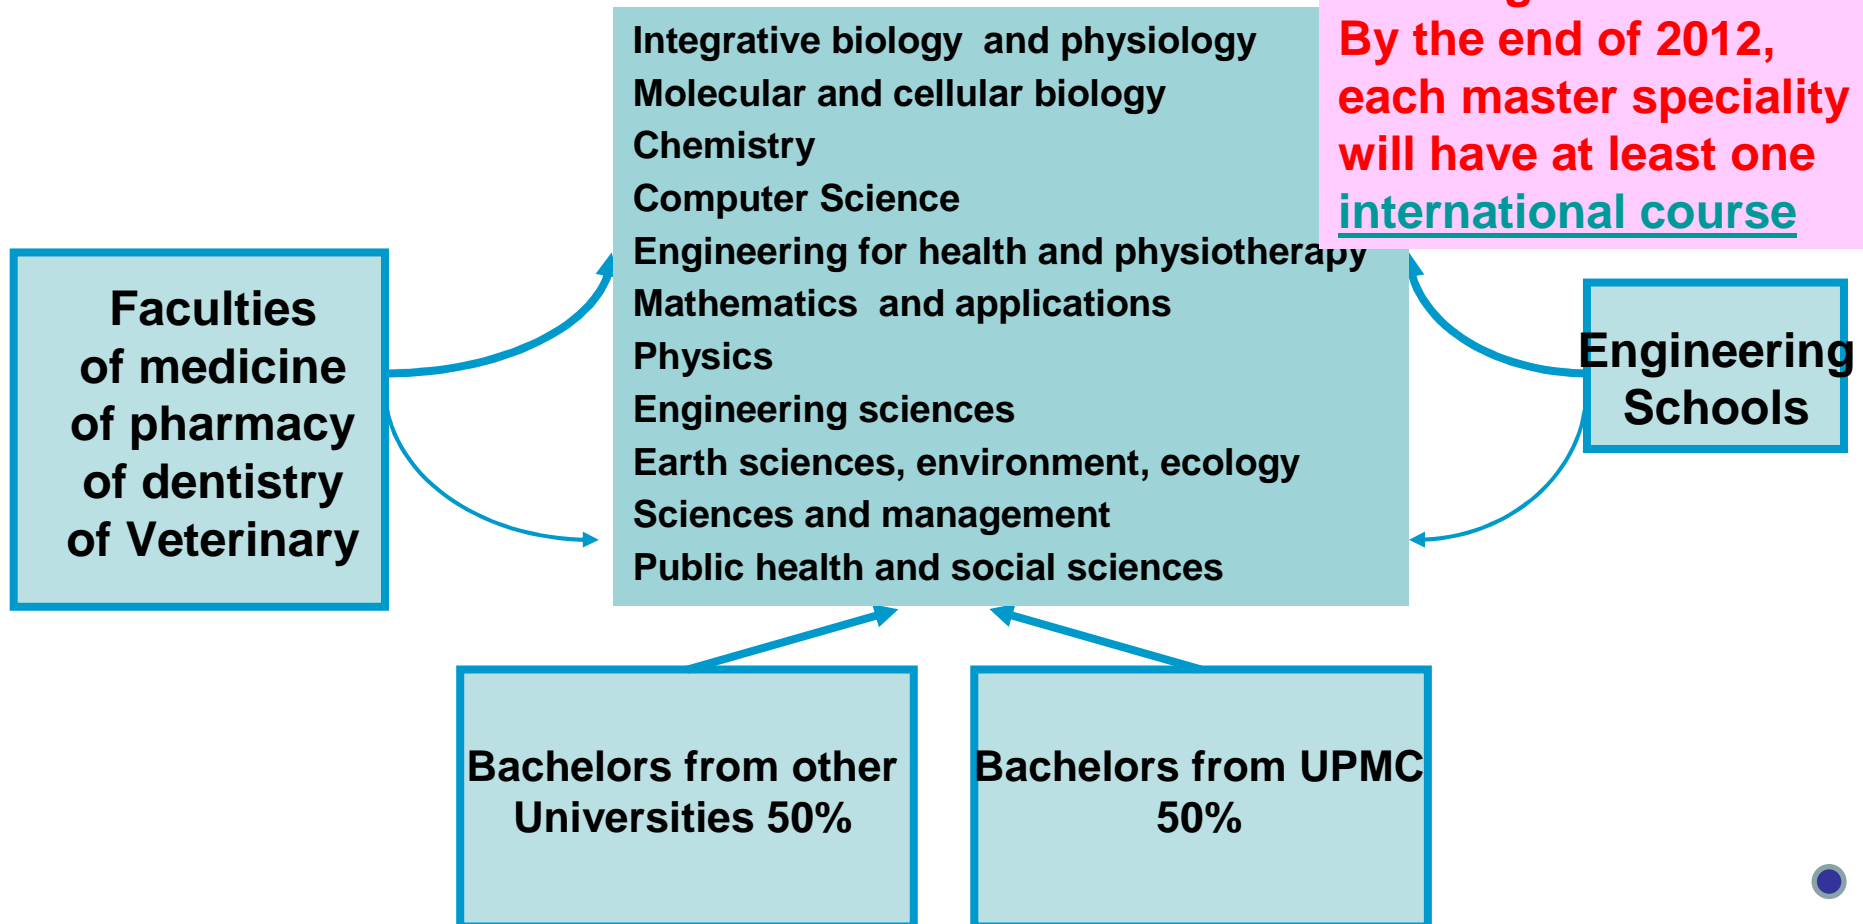 Integrative biology and physiology
Molecular and cellular biology
Chemistry
Computer Science
Engineering for health and physiotherapy
Mathematics and applications
Physics
Engineering sciences
Earth sciences, environment, ecology
Sciences and management
Public health and social sciences
By the end of 2012,
each master speciality
will have at least one
international course
Faculties
of medicine
of pharmacy
of dentistry
of Veterinary
Engineering
Schools
Bachelors from other
Universities 50%
Bachelors from UPMC
50%